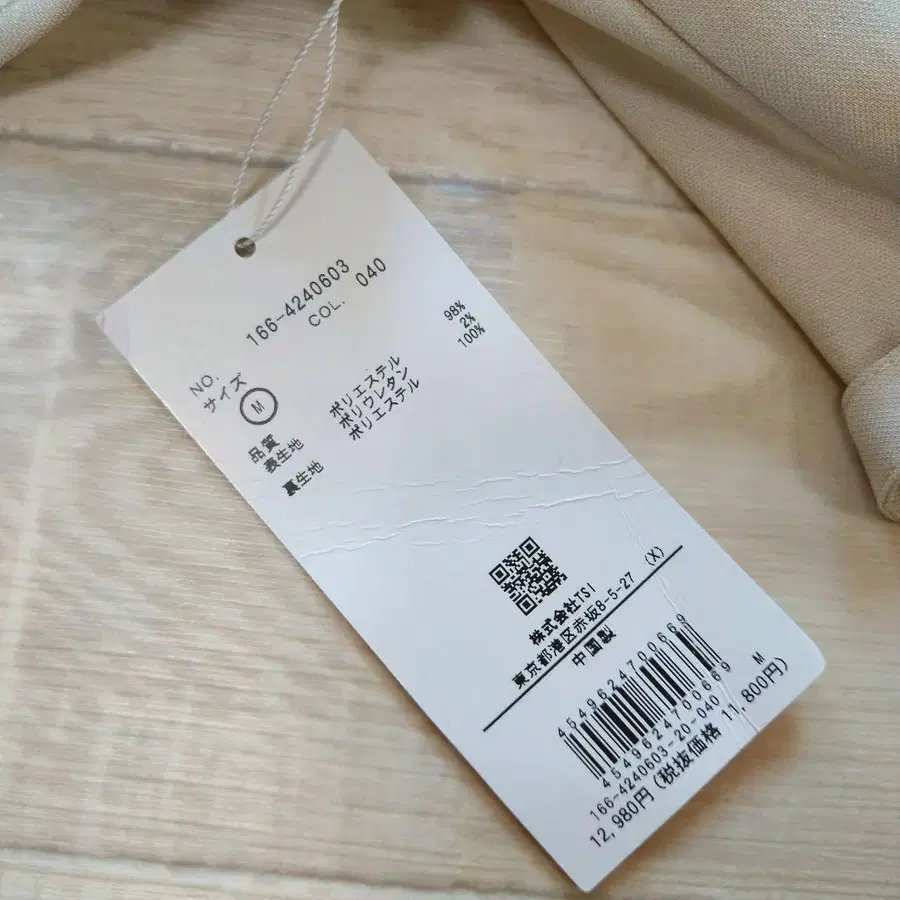 NO. 166-4240603
COL. 040
サイズ
M
品質
表生地 ポリエステル 98%
ポリウレタン 2%
裏生地 ポリエステル 100%
株式会社TSI
東京都港区赤坂8-5-27 (X)
中国製
4549624700669
4549624700669
166-4240603-20-040 M
12,980円(税抜価格 11,800円)